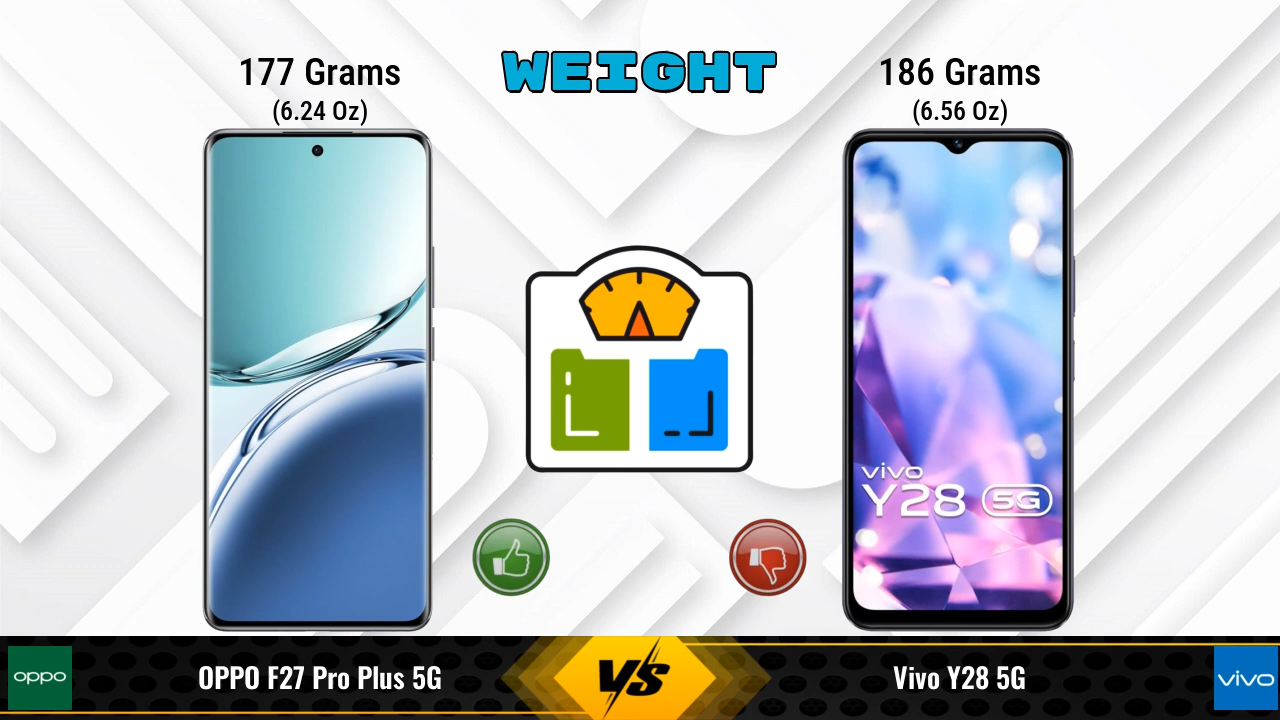 WEIGHT
177 Grams
(6.24 Oz)
186 Grams
(6.56 Oz)
vivo
Y28 5G
oppo
OPPO F27 Pro Plus 5G
VS
Vivo Y28 5G
vivo